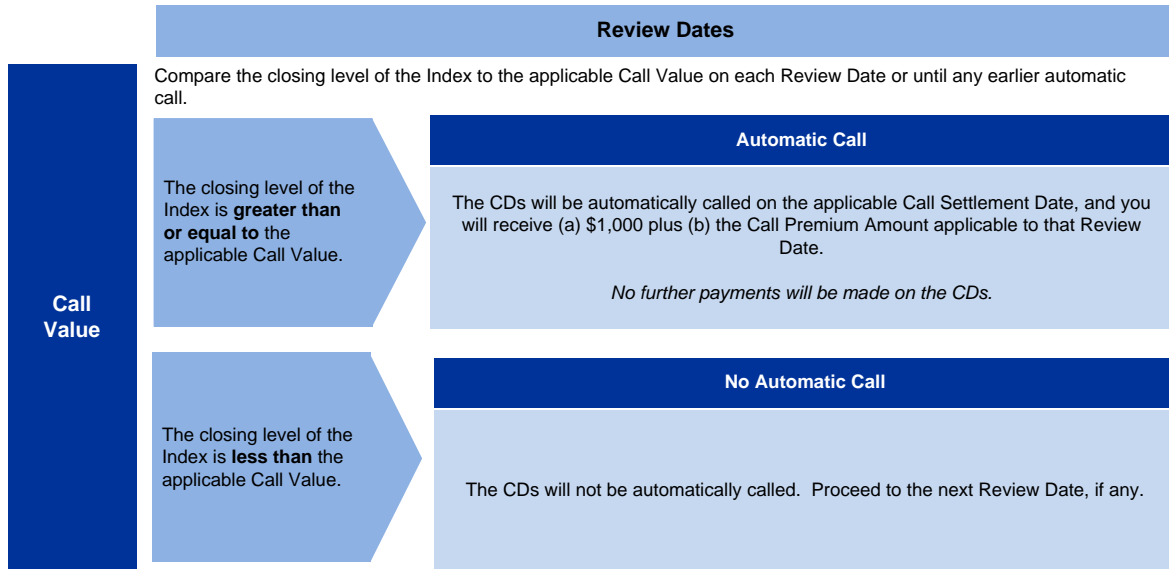 Review Dates
Compare the closing level of the Index to the applicable Call Value on each Review Date or until any earlier automatic
call.
Call
Value
The closing level of the
Index is greater than
or equal to the
applicable Call Value.
Automatic Call
The CDs will be automatically called on the applicable Call Settlement Date, and you
will receive (a) $1,000 plus (b) the Call Premium Amount applicable to that Review
Date.
No further payments will be made on the CDs.
The closing level of the
Index is less than the
applicable Call Value.
No Automatic Call
The CDs will not be automatically called. Proceed to the next Review Date, if any.